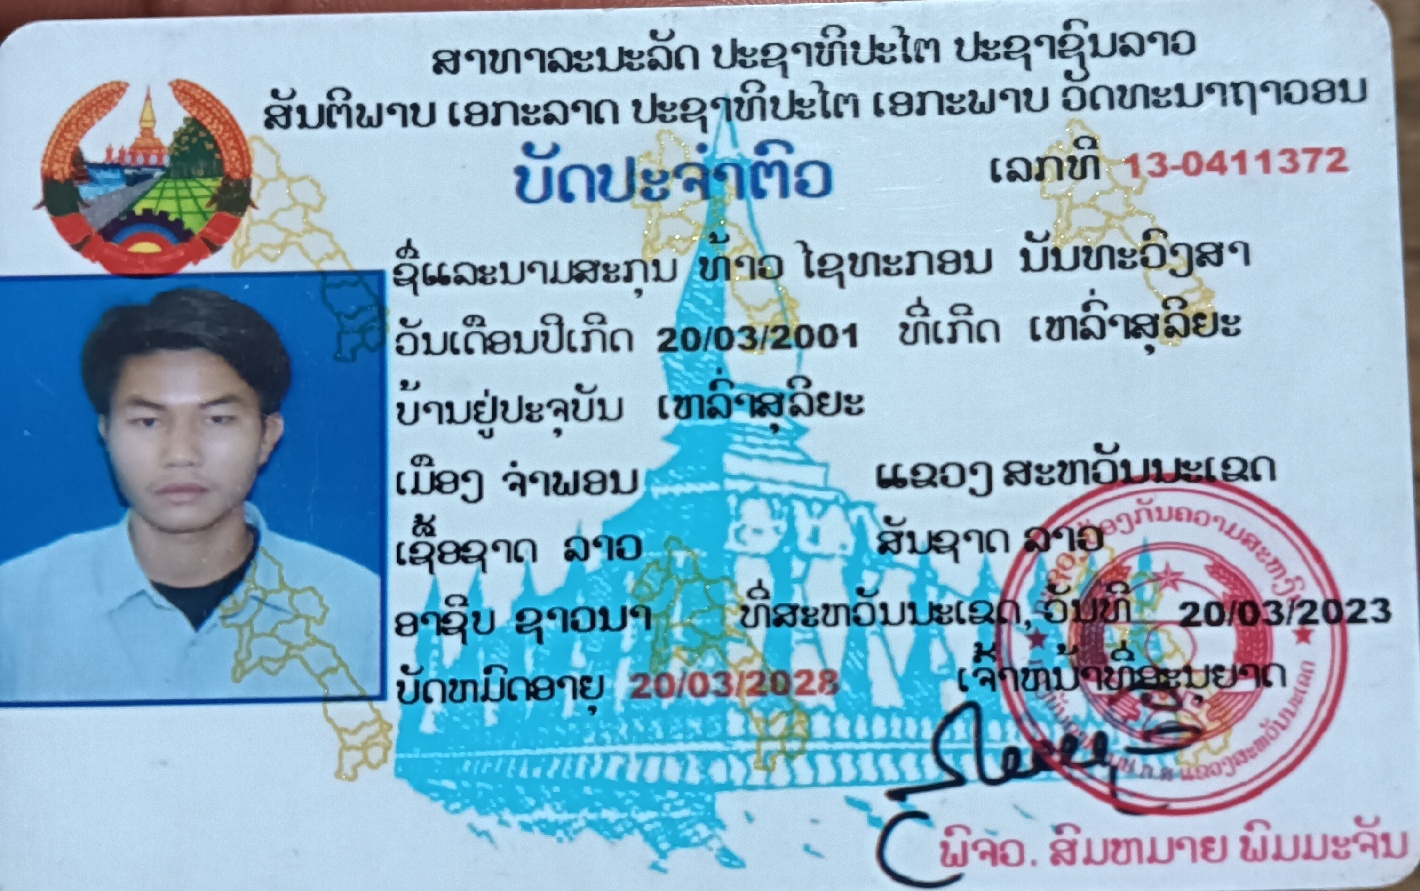 ສາທາລະນະລັດ ປະຊາທິປະໄຕ ປະຊາຊົນລາວ
ສັນຕິພາບ ເອກະລາດ ປະຊາທິປະໄຕ ເອກະພາບ ວັດທະນາຖາວອນ
ບັດປະຈຳຕົວ
ເລກທີ 13-0411372
ຊື່ແລະນາມສະກຸນ ທ້າວ ໄຊທະກອນ ນັນທະວົງສາ
ວັນເດືອນປີເກີດ 20/03/2001 ທີ່ເກີດ ເຫລົ່າສຸລິຍະ
ບ້ານຢູ່ປະຈຸບັນ ເຫລົ່າສຸລິຍະ
ເມືອງ ຈຳພອນ ແຂວງ ສະຫວັນນະເຂດ
ເຊື້ອຊາດ ລາວ ສັນຊາດ ລາວ
ອາຊີບ ຊາວນາ ທີ່ສະຫວັນນະເຂດ, ວັນທີ 20/03/2023
ບັດຫມົດອາຍຸ 20/03/2028 ເຈົ້າຫນ້າທີ່ອະນຸຍາດ
ປ້ອງກັນຄວາມສະຫງົບ
ແຂວງສະຫວັນນະເຂດ
ພັຈວ. ສົມຫມາຍ ພົມມະຈັນ